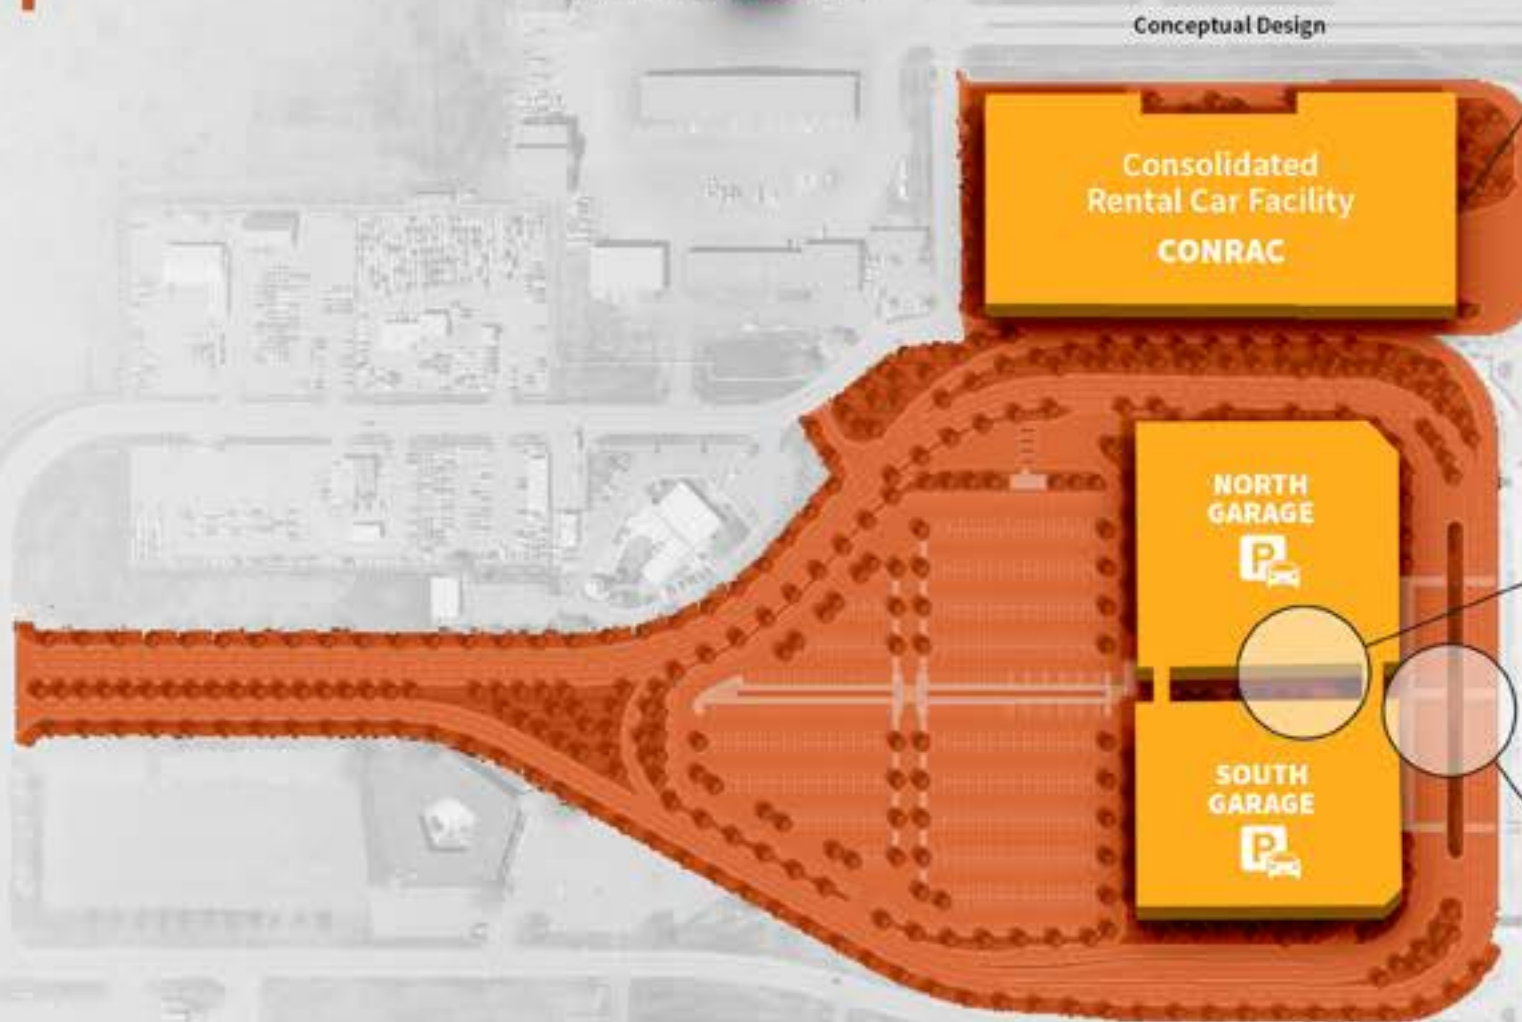 Conceptual Design
Consolidated
Rental Car Facility
CONRAC
NORTH
GARAGE
P
SOUTH
GARAGE
P